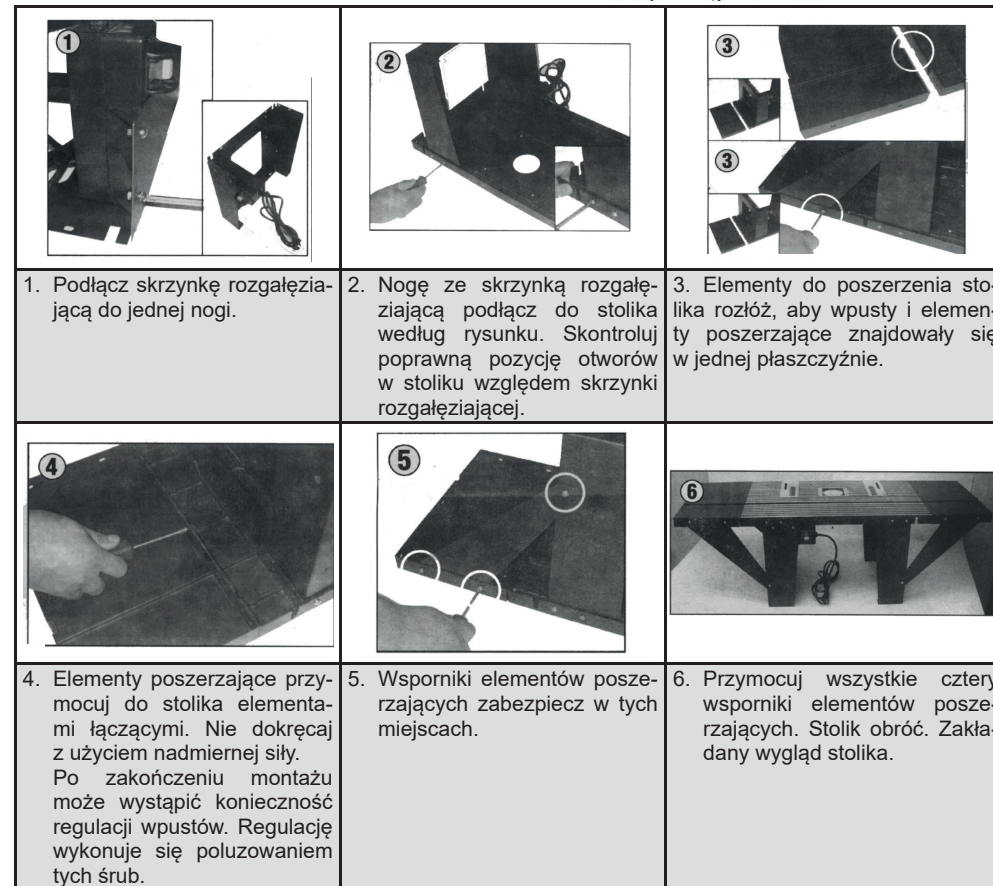 1
2
3
3
1. Podłącz skrzynkę rozgałęzia-
jącą do jednej nogi.
2. Nogę ze skrzynką rozgałę-
ziającą podłącz do stolika
według rysunku. Skontroluj
poprawną pozycję otworów
w stoliku względem skrzynki
rozgałęziającej.
3. Elementy do poszerzenia sto-
lika rozłóż, aby wpusty i elemen-
ty poszerzające znajdowały się
w jednej płaszczyźnie.
4
5
6
4. Elementy poszerzające przy-
mocuj do stolika elementa-
mi łączącymi. Nie dokręcaj
z użyciem nadmiernej siły.
Po zakończeniu montażu
może wystąpić konieczność
regulacji wpustów. Regulację
wykonuje się poluzowaniem
tych śrub.
5. Wsporniki elementów posze-
rzających zabezpiecz w tych
miejscach.
6. Przymocuj wszystkie cztery
wsporniki elementów posze-
rzających. Stolik obróć. Zakła-
dany wygląd stolika.